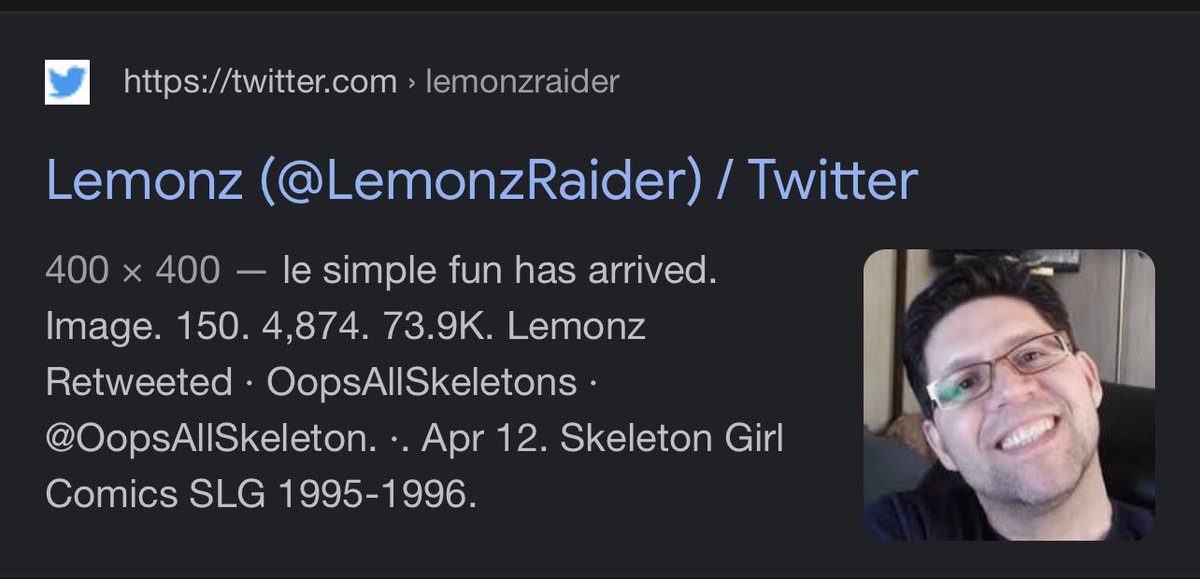 https://twitter.com › lemonzraider
Lemonz (@LemonzRaider) / Twitter
400 × 400 — le simple fun has arrived.
Image. 150. 4,874. 73.9K. Lemonz
Retweeted · OopsAllSkeletons ·
@OopsAllSkeleton. ·. Apr 12. Skeleton Girl
Comics SLG 1995-1996.